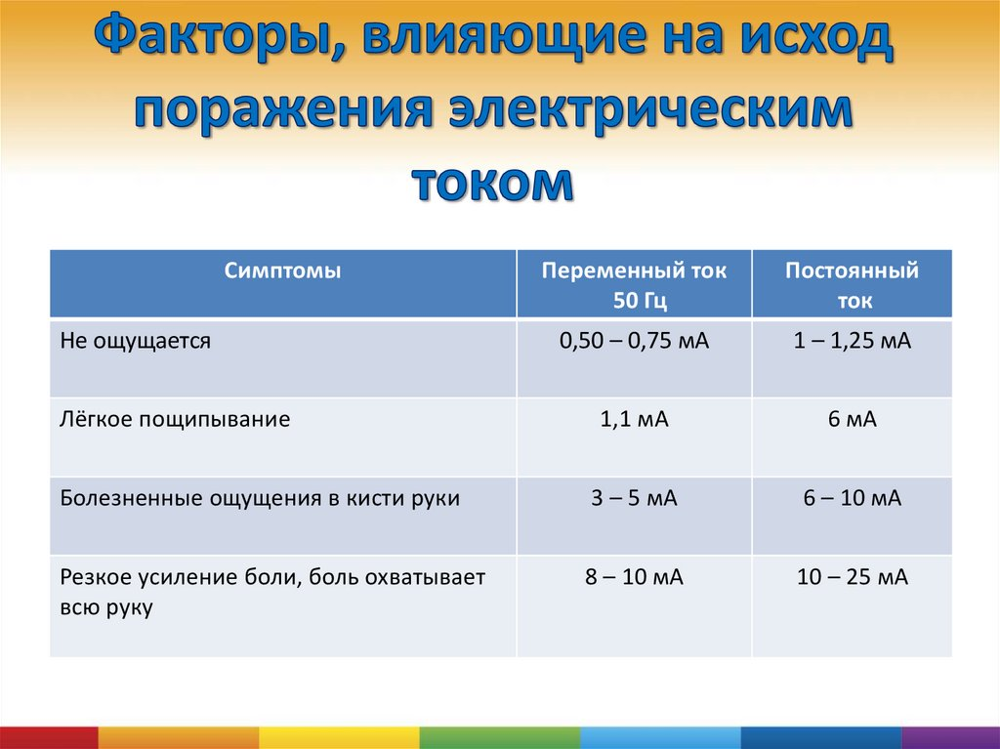 Факторы, влияющие на исход
поражения электрическим
током
Симптомы
Переменный ток
50 Гц
Постоянный
ток
Не ощущается
0,50 – 0,75 мА
1 – 1,25 мА
Лёгкое пощипывание
1,1 мА
6 мА
Болезненные ощущения в кисти руки
3 – 5 мА
6 – 10 мА
Резкое усиление боли, боль охватывает
всю руку
8 – 10 мА
10 – 25 мА